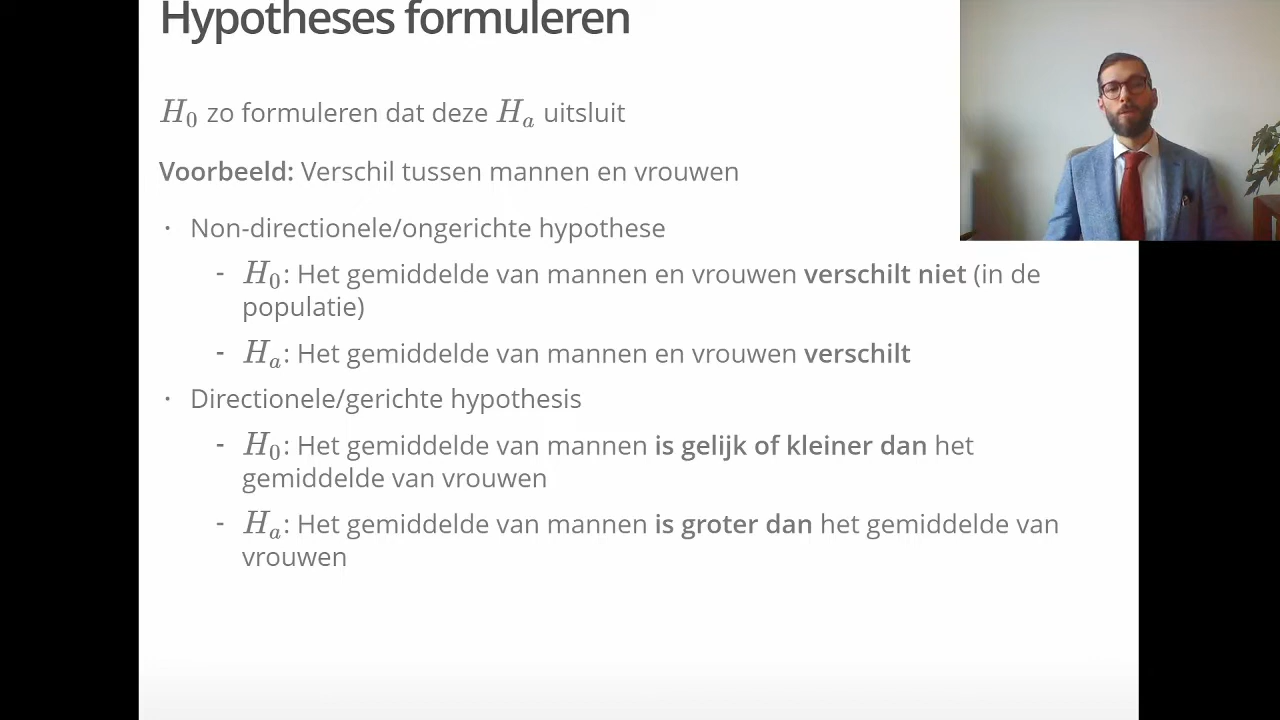 Hypotheses formuleren
H₀ zo formuleren dat deze Hₐ uitsluit
Voorbeeld: Verschil tussen mannen en vrouwen
· Non-directionele/ongerichte hypothese
- H₀: Het gemiddelde van mannen en vrouwen verschilt niet (in de
populatie)
- Hₐ: Het gemiddelde van mannen en vrouwen verschilt
· Directionele/gerichte hypothesis
- H₀: Het gemiddelde van mannen is gelijk of kleiner dan het
gemiddelde van vrouwen
- Hₐ: Het gemiddelde van mannen is groter dan het gemiddelde van
vrouwen